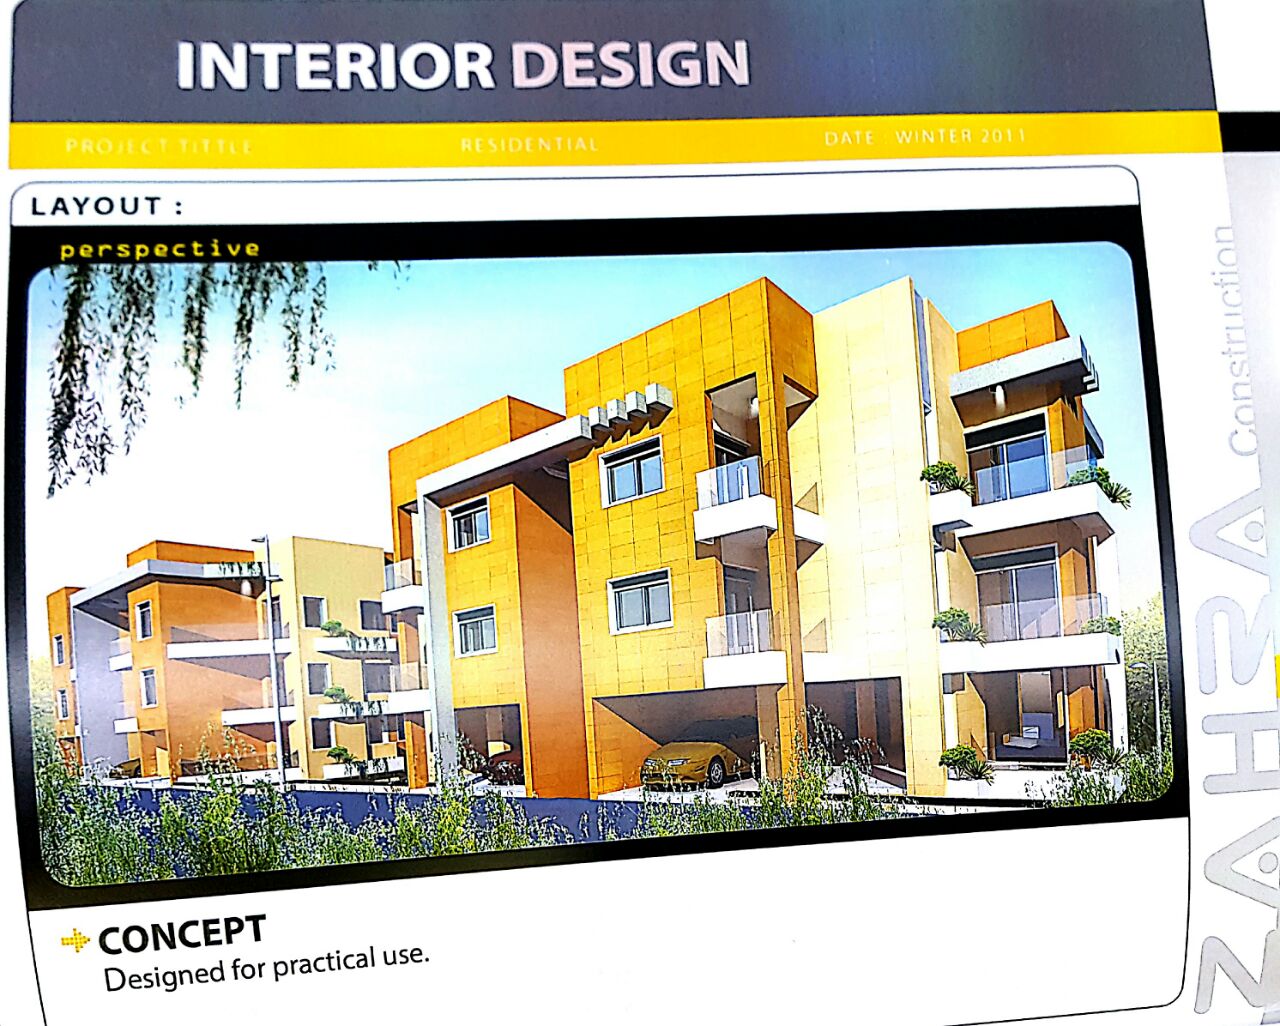 INTERIOR DESIGN
PROJECT TITTLE
RESIDENTIAL
DATE : WINTER 2011
LAYOUT :
perspective
CONCEPT
Designed for practical use.
ZAHRA Construction